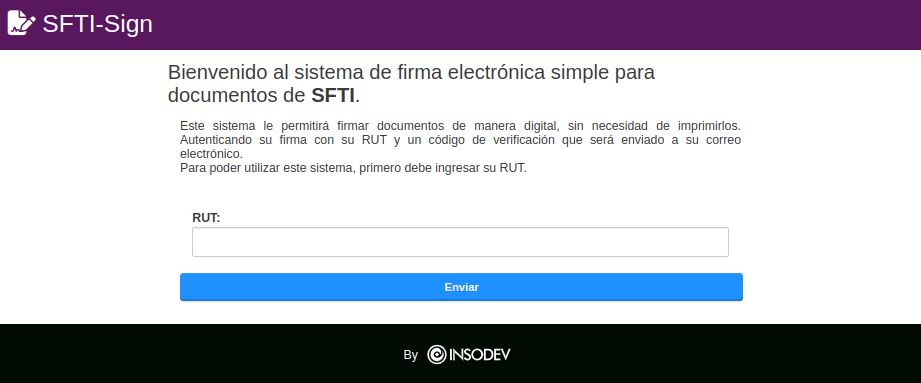 SFTI-Sign
Bienvenido al sistema de firma electrónica simple para
documentos de SFTI.
Este sistema le permitirá firmar documentos de manera digital, sin necesidad de imprimirlos.
Autenticando su firma con su RUT y un código de verificación que será enviado a su correo
electrónico.
Para poder utilizar este sistema, primero debe ingresar su RUT.
RUT:
Enviar
By INSODEV